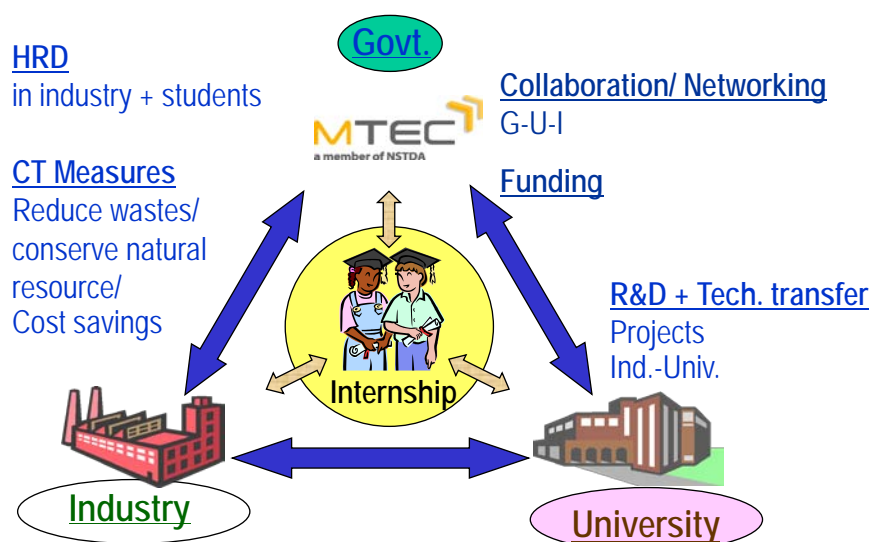 Govt.
HRD
in industry + students
MTEC
a member of NSTDA
Collaboration/ Networking
G-U-I
Funding
CT Measures
Reduce wastes/
conserve natural
resource/
Cost savings
R&D + Tech. transfer
Projects
Ind.-Univ.
Internship
Industry
University